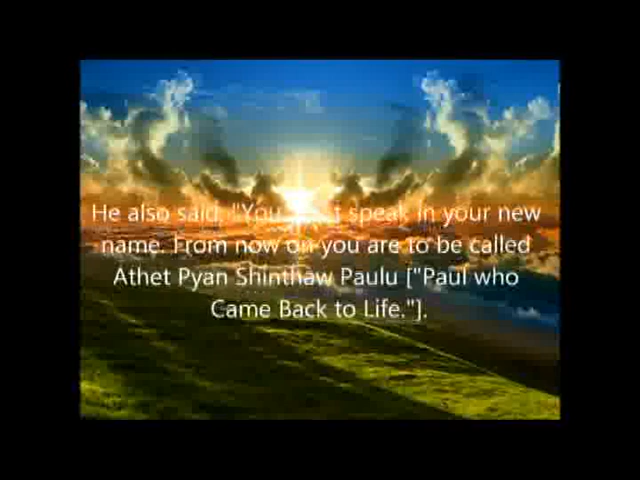 He also said, "You must speak in your new
name. From now on you are to be called
Athet Pyan Shinthaw Paulu ["Paul who
Came Back to Life."].